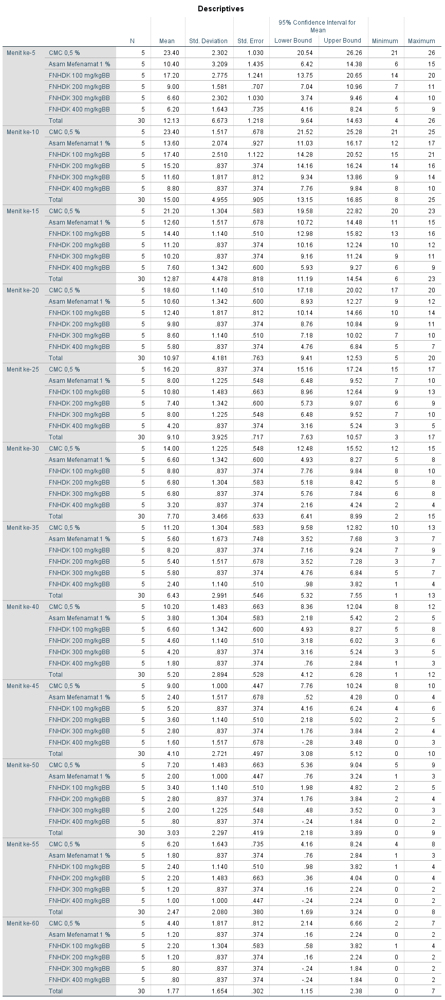 Descriptives
95% Confidence Interval for
Mean
N Mean Std. Deviation Std. Error Lower Bound Upper Bound Minimum Maximum
Menit ke-5 CMC 0,5 % 5 23.40 2.302 1.030 20.54 26.26 21 26
Asam Mefenamat 1 % 5 10.40 3.209 1.435 6.42 14.38 6 15
FNHDK 100 mg/kgBB 5 17.20 2.775 1.241 13.75 20.65 14 20
FNHDK 200 mg/kgBB 5 9.00 1.581 .707 7.04 10.96 7 11
FNHDK 300 mg/kgBB 5 6.60 2.302 1.030 3.74 9.46 4 10
FNHDK 400 mg/kgBB 5 6.20 1.643 .735 4.16 8.24 5 9
Total 30 12.13 6.673 1.218 9.64 14.63 4 26
Menit ke-10 CMC 0,5 % 5 23.40 1.517 .678 21.52 25.28 21 25
Asam Mefenamat 1 % 5 13.60 2.074 .927 11.03 16.17 12 17
FNHDK 100 mg/kgBB 5 17.40 2.510 1.122 14.28 20.52 15 21
FNHDK 200 mg/kgBB 5 15.20 .837 .374 14.16 16.24 14 16
FNHDK 300 mg/kgBB 5 11.60 1.817 .812 9.34 13.86 9 14
FNHDK 400 mg/kgBB 5 8.80 .837 .374 7.76 9.84 8 10
Total 30 15.00 4.955 .905 13.15 16.85 8 25
Menit ke-15 CMC 0,5 % 5 21.20 1.304 .583 19.58 22.82 20 23
Asam Mefenamat 1 % 5 12.60 1.517 .678 10.72 14.48 11 15
FNHDK 100 mg/kgBB 5 14.40 1.140 .510 12.98 15.82 13 16
FNHDK 200 mg/kgBB 5 11.20 .837 .374 10.16 12.24 10 12
FNHDK 300 mg/kgBB 5 10.20 .837 .374 9.16 11.24 9 11
FNHDK 400 mg/kgBB 5 7.60 1.342 .600 5.93 9.27 6 9
Total 30 12.87 4.478 .818 11.19 14.54 6 23
Menit ke-20 CMC 0,5 % 5 18.60 1.140 .510 17.18 20.02 17 20
Asam Mefenamat 1 % 5 10.60 1.342 .600 8.93 12.27 9 12
FNHDK 100 mg/kgBB 5 12.40 1.817 .812 10.14 14.66 10 14
FNHDK 200 mg/kgBB 5 9.80 .837 .374 8.76 10.84 9 11
FNHDK 300 mg/kgBB 5 8.60 1.140 .510 7.18 10.02 7 10
FNHDK 400 mg/kgBB 5 5.80 .837 .374 4.76 6.84 5 7
Total 30 10.97 4.181 .763 9.41 12.53 5 20
Menit ke-25 CMC 0,5 % 5 16.20 .837 .374 15.16 17.24 15 17
Asam Mefenamat 1 % 5 8.00 1.225 .548 6.48 9.52 7 10
FNHDK 100 mg/kgBB 5 10.80 1.483 .663 8.96 12.64 9 13
FNHDK 200 mg/kgBB 5 7.40 1.342 .600 5.73 9.07 6 9
FNHDK 300 mg/kgBB 5 8.00 1.225 .548 6.48 9.52 7 10
FNHDK 400 mg/kgBB 5 4.20 .837 .374 3.16 5.24 3 5
Total 30 9.10 3.925 .717 7.63 10.57 3 17
Menit ke-30 CMC 0,5 % 5 14.00 1.225 .548 12.48 15.52 12 15
Asam Mefenamat 1 % 5 6.60 1.342 .600 4.93 8.27 5 8
FNHDK 100 mg/kgBB 5 8.80 .837 .374 7.76 9.84 8 10
FNHDK 200 mg/kgBB 5 6.80 1.304 .583 5.18 8.42 5 8
FNHDK 300 mg/kgBB 5 6.80 .837 .374 5.76 7.84 6 8
FNHDK 400 mg/kgBB 5 3.20 .837 .374 2.16 4.24 2 4
Total 30 7.70 3.466 .633 6.41 8.99 2 15
Menit ke-35 CMC 0,5 % 5 11.20 1.304 .583 9.58 12.82 10 13
Asam Mefenamat 1 % 5 5.60 1.673 .748 3.52 7.68 3 7
FNHDK 100 mg/kgBB 5 8.20 .837 .374 7.16 9.24 7 9
FNHDK 200 mg/kgBB 5 5.40 1.517 .678 3.52 7.28 3 7
FNHDK 300 mg/kgBB 5 5.80 .837 .374 4.76 6.84 5 7
FNHDK 400 mg/kgBB 5 2.40 1.140 .510 .98 3.82 1 4
Total 30 6.43 2.991 .546 5.32 7.55 1 13
Menit ke-40 CMC 0,5 % 5 10.20 1.483 .663 8.36 12.04 8 12
Asam Mefenamat 1 % 5 3.80 1.304 .583 2.18 5.42 2 5
FNHDK 100 mg/kgBB 5 6.60 1.342 .600 4.93 8.27 5 8
FNHDK 200 mg/kgBB 5 4.60 1.140 .510 3.18 6.02 3 6
FNHDK 300 mg/kgBB 5 4.20 .837 .374 3.16 5.24 3 5
FNHDK 400 mg/kgBB 5 1.80 .837 .374 .76 2.84 1 3
Total 30 5.20 2.894 .528 4.12 6.28 1 12
Menit ke-45 CMC 0,5 % 5 9.00 1.000 .447 7.76 10.24 8 10
Asam Mefenamat 1 % 5 2.40 1.517 .678 .52 4.28 0 4
FNHDK 100 mg/kgBB 5 5.20 .837 .374 4.16 6.24 4 6
FNHDK 200 mg/kgBB 5 3.60 1.140 .510 2.18 5.02 2 5
FNHDK 300 mg/kgBB 5 2.80 .837 .374 1.76 3.84 2 4
FNHDK 400 mg/kgBB 5 1.60 1.517 .678 -.28 3.48 0 3
Total 30 4.10 2.721 .497 3.08 5.12 0 10
Menit ke-50 CMC 0,5 % 5 7.20 1.483 .663 5.36 9.04 5 9
Asam Mefenamat 1 % 5 2.00 1.000 .447 .76 3.24 1 3
FNHDK 100 mg/kgBB 5 3.40 1.140 .510 1.98 4.82 2 5
FNHDK 200 mg/kgBB 5 2.80 .837 .374 1.76 3.84 2 4
FNHDK 300 mg/kgBB 5 2.00 1.225 .548 .48 3.52 0 3
FNHDK 400 mg/kgBB 5 .80 .837 .374 -.24 1.84 0 2
Total 30 3.03 2.297 .419 2.18 3.89 0 9
Menit ke-55 CMC 0,5 % 5 6.20 1.643 .735 4.16 8.24 4 8
Asam Mefenamat 1 % 5 1.80 .837 .374 .76 2.84 1 3
FNHDK 100 mg/kgBB 5 2.40 1.140 .510 .98 3.82 1 4
FNHDK 200 mg/kgBB 5 2.20 1.483 .663 .36 4.04 0 4
FNHDK 300 mg/kgBB 5 1.20 .837 .374 .16 2.24 0 2
FNHDK 400 mg/kgBB 5 1.00 1.000 .447 -.24 2.24 0 2
Total 30 2.47 2.080 .380 1.69 3.24 0 8
Menit ke-60 CMC 0,5 % 5 4.40 1.817 .812 2.14 6.66 2 7
Asam Mefenamat 1 % 5 1.20 .837 .374 .16 2.24 0 2
FNHDK 100 mg/kgBB 5 2.20 1.304 .583 .58 3.82 1 4
FNHDK 200 mg/kgBB 5 1.20 .837 .374 .16 2.24 0 2
FNHDK 300 mg/kgBB 5 .80 .837 .374 -.24 1.84 0 2
FNHDK 400 mg/kgBB 5 .80 .837 .374 -.24 1.84 0 2
Total 30 1.77 1.654 .302 1.15 2.38 0 7